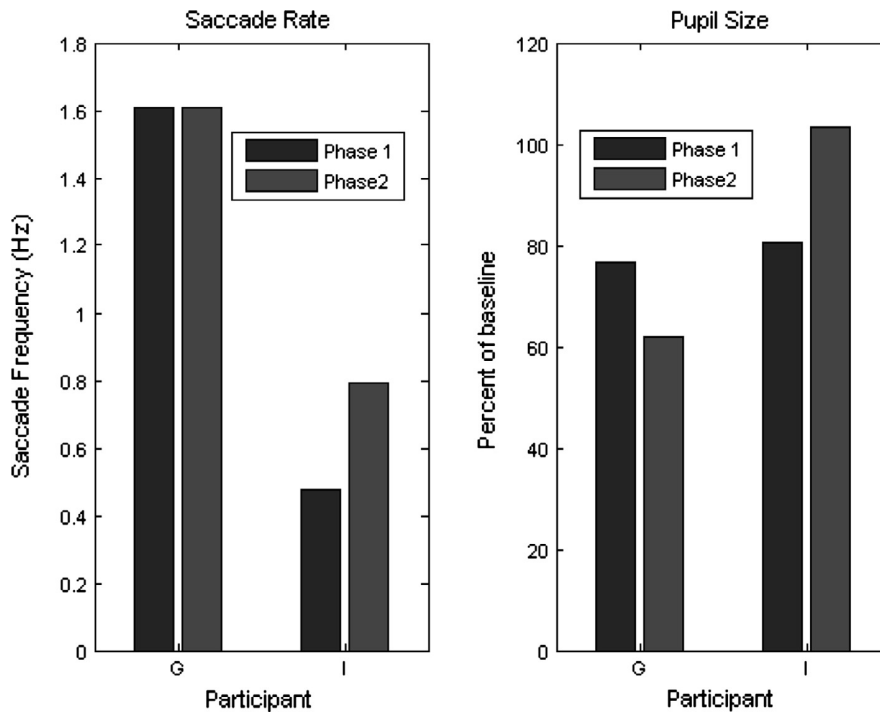 Saccade Rate
Saccade Frequency (Hz)
1.8
1.6
1.4
1.2
1
0.8
0.6
0.4
0.2
0
Phase 1
Phase2
G
I
Participant
Pupil Size
Percent of baseline
120
100
80
60
40
20
0
Phase 1
Phase2
G
I
Participant